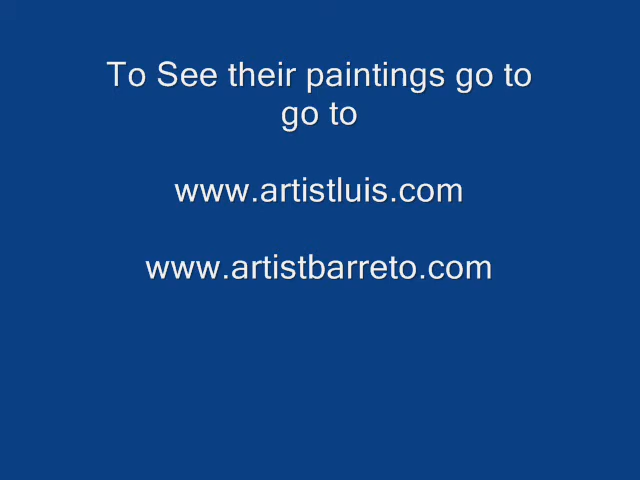 To See their paintings go to
go to
www.artistluis.com
www.artistbarreto.com